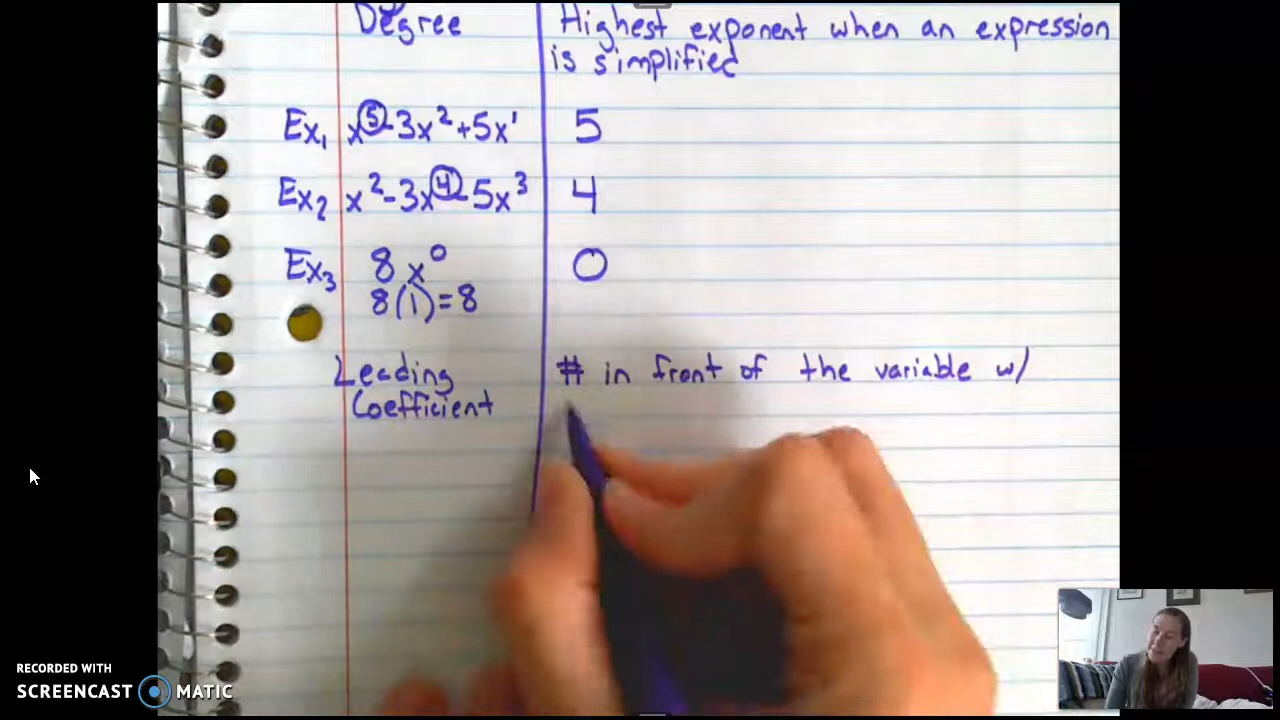 Degree
Highest exponent when an expression
is simplified
Ex₁ x⁵-3x²+5x¹
5
Ex₂ x²-3x⁴-5x³
4
Ex₃ 8x⁰
0
8(1)=8
Leading
Coefficient
# in front of the variable w/
RECORDED WITH
SCREENCAST MATIC